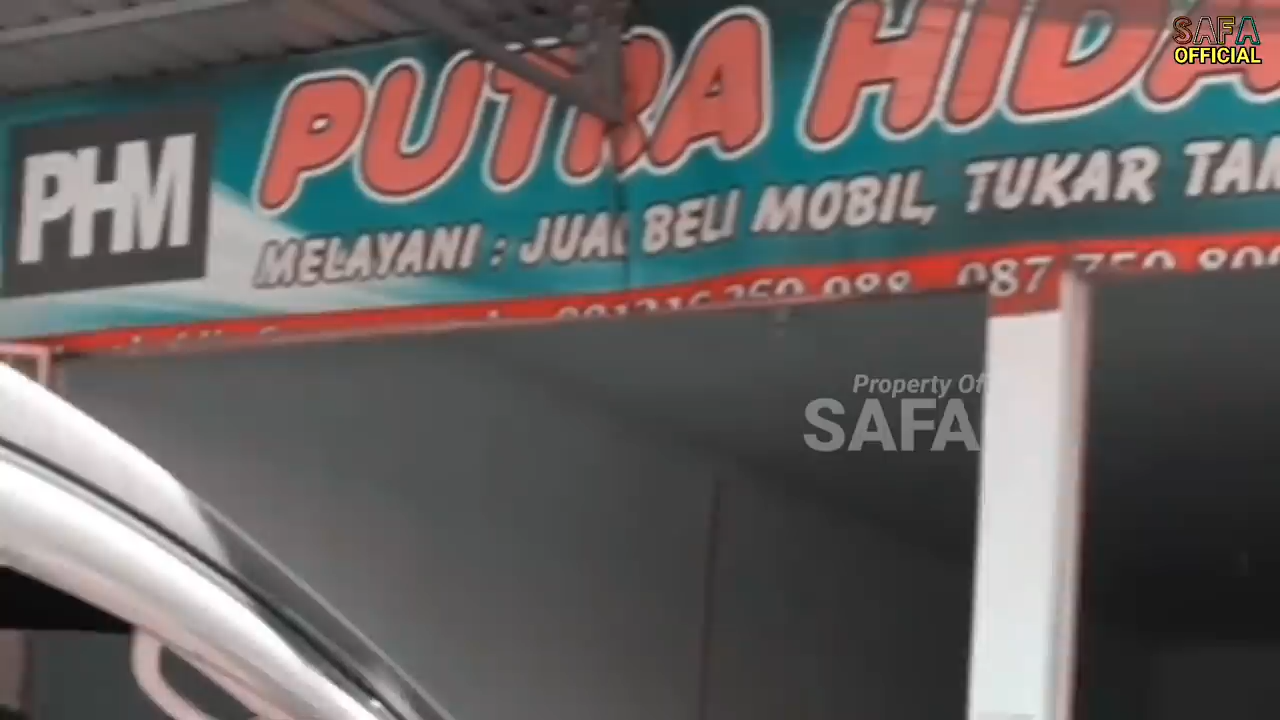 SAFA
OFFICIAL
PUTRA HIDA
PHM
MELAYANI : JUAL BELI MOBIL, TUKAR TAM
087
Property Of
SAFA